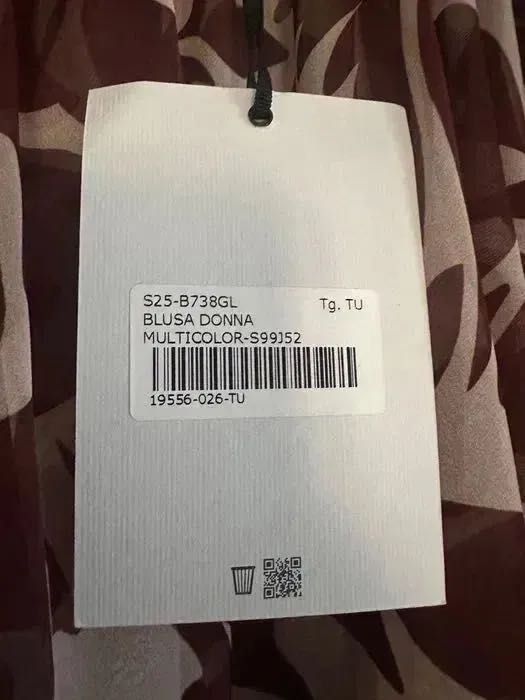 S25-B738GL Tg. TU
BLUSA DONNA
MULTICOLOR-S99J52
19556-026-TU